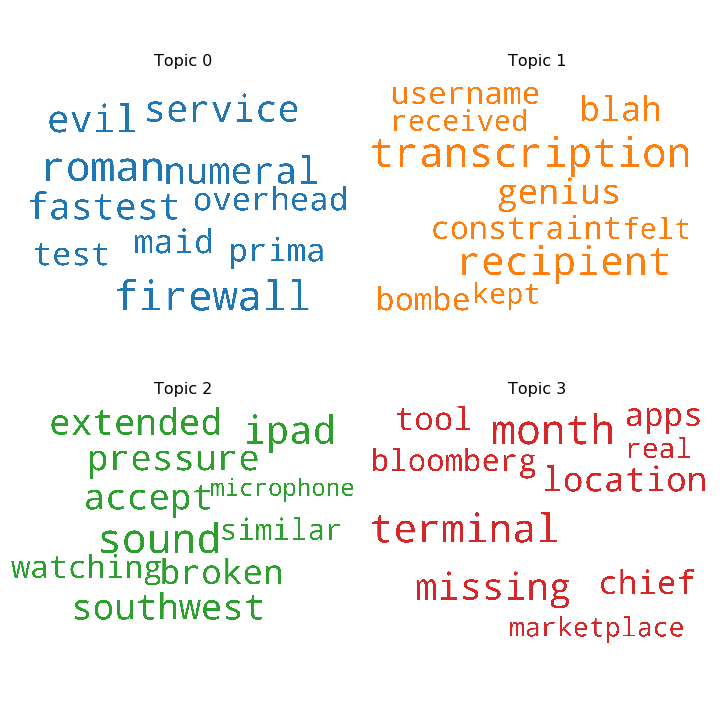 Topic 0
evil service
roman numeral
fastest overhead
test maid prima
firewall
Topic 1
username blah
received
transcription
genius
constraint felt
recipient
bombe kept
Topic 2
extended ipad
pressure
accept microphone
sound similar
watching broken
southwest
Topic 3
tool month apps
bloomberg real
location
terminal
missing chief
marketplace